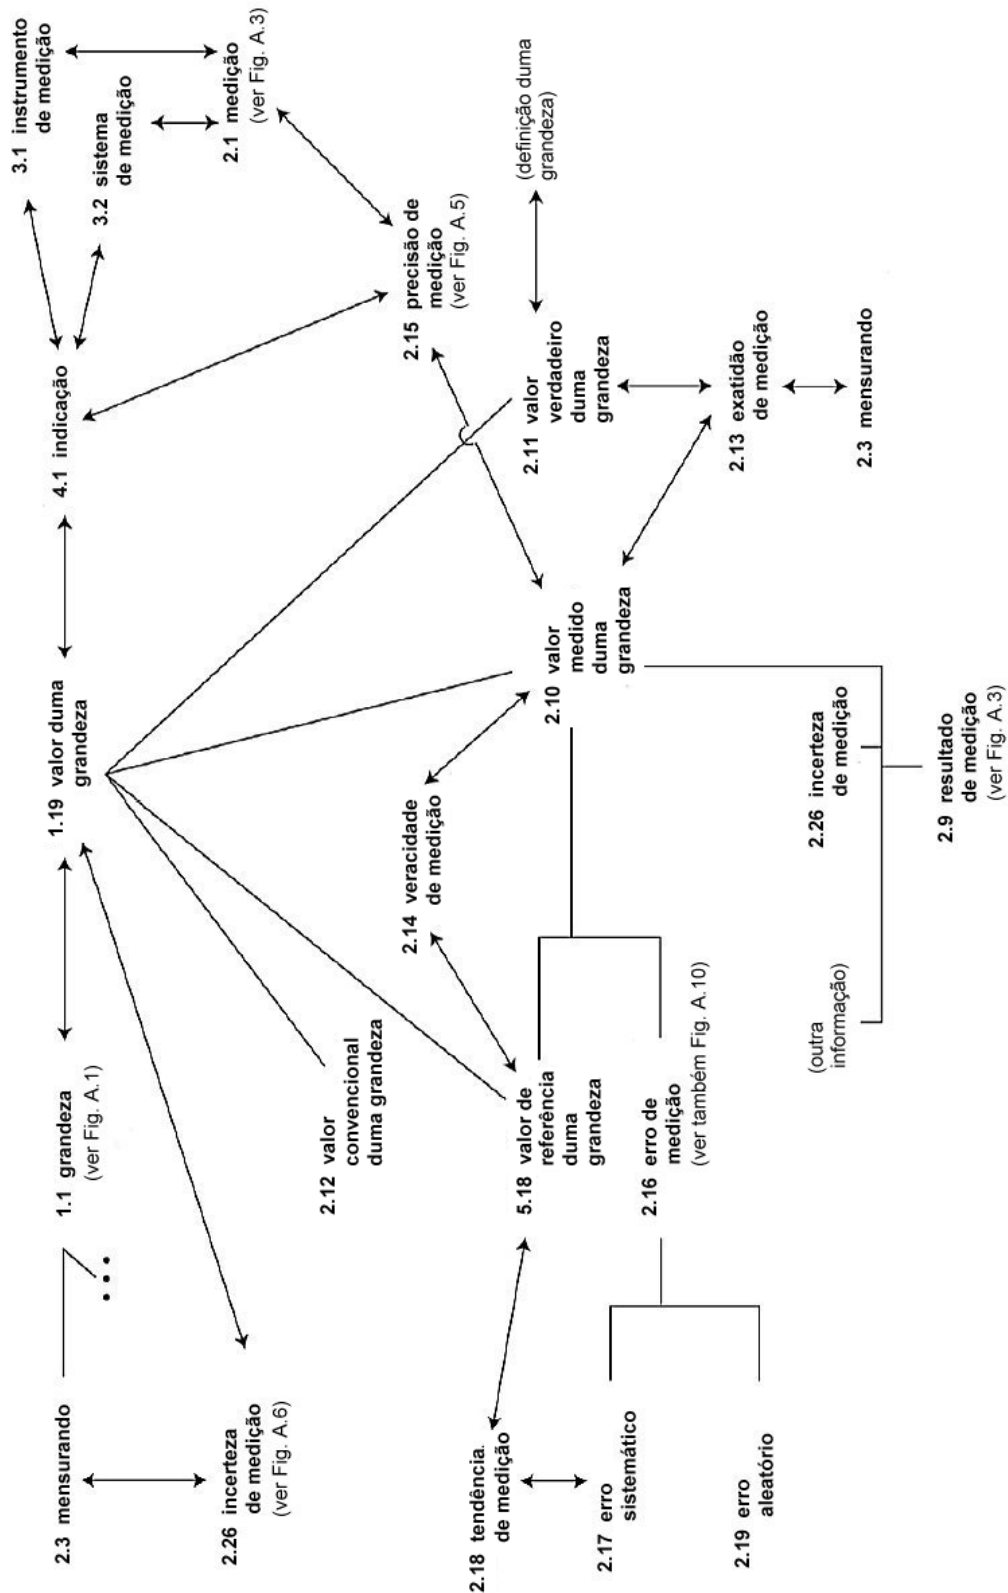 2.3 mensurando
1.1 grandeza
(ver Fig. A.1)
1.19 valor duma
grandeza
4.1 indicação
3.1 instrumento
de medição
3.2 sistema
de medição
2.1 medição
(ver Fig. A.3)
2.26 incerteza
de medição
(ver Fig. A.6)
2.12 valor
convencional
duma grandeza
2.14 veracidade
de medição
2.15 precisão de
medição
(ver Fig. A.5)
2.18 tendência
de medição
5.18 valor de
referência
duma
grandeza
2.10 valor
medido
duma
grandeza
2.11 valor
verdadeiro
duma
grandeza
(definição duma
grandeza)
2.17 erro
sistemático
2.16 erro de
medição
(ver também Fig. A.10)
2.13 exatidão
de medição
2.19 erro
aleatório
(outra
informação)
2.26 incerteza
de medição
2.3 mensurando
2.9 resultado
de medição
(ver Fig. A.3)